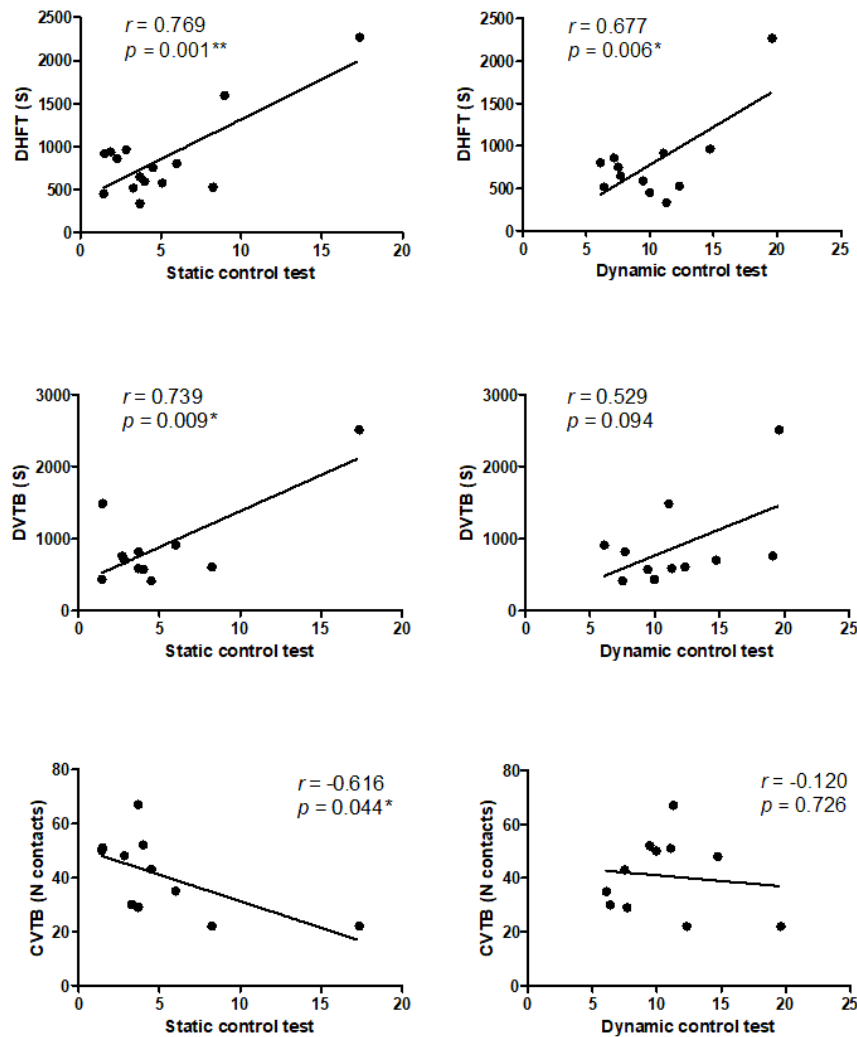 r = 0.769
p = 0.001**
DHFT (S)
2500
2000
1500
1000
500
0
0 5 10 15 20
Static control test
r = 0.677
p = 0.006*
DHFT (S)
2500
2000
1500
1000
500
0
0 5 10 15 20 25
Dynamic control test
r = 0.739
p = 0.009*
DVTB (S)
3000
2000
1000
0
0 5 10 15 20
Static control test
r = 0.529
p = 0.094
DVTB (S)
3000
2000
1000
0
0 5 10 15 20 25
Dynamic control test
r = -0.616
p = 0.044*
CVTB (N contacts)
80
60
40
20
0
0 5 10 15 20
Static control test
r = -0.120
p = 0.726
CVTB (N contacts)
80
60
40
20
0
0 5 10 15 20 25
Dynamic control test